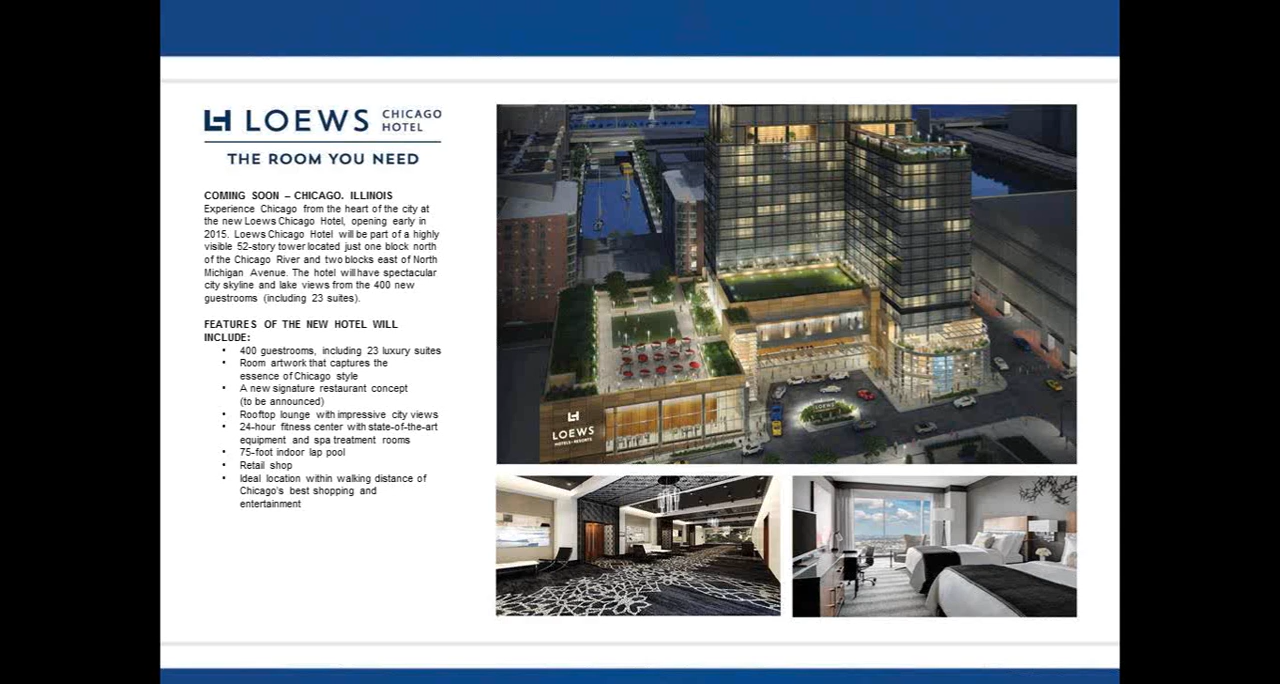 LOEWS CHICAGO HOTEL
THE ROOM YOU NEED
COMING SOON – CHICAGO. ILLINOIS
Experience Chicago from the heart of the city at
the new Loews Chicago Hotel, opening early in
2015. Loews Chicago Hotel will be part of a highly
visible 52-story tower located just one block north
of the Chicago River and two blocks east of North
Michigan Avenue. The hotel will have spectacular
city skyline and lake views from the 400 new
guestrooms (including 23 suites).
FEATURES OF THE NEW HOTEL WILL
INCLUDE:
• 400 guestrooms, including 23 luxury suites
• Room artwork that captures the
essence of Chicago style
• A new signature restaurant concept
(to be announced)
• Rooftop lounge with impressive city views
• 24-hour fitness center with state-of-the-art
equipment and spa treatment rooms
• 75-foot indoor lap pool
• Retail shop
• Ideal location within walking distance of
Chicago's best shopping and
entertainment
LOEWS
HOTELS • RESORTS
LOEWS